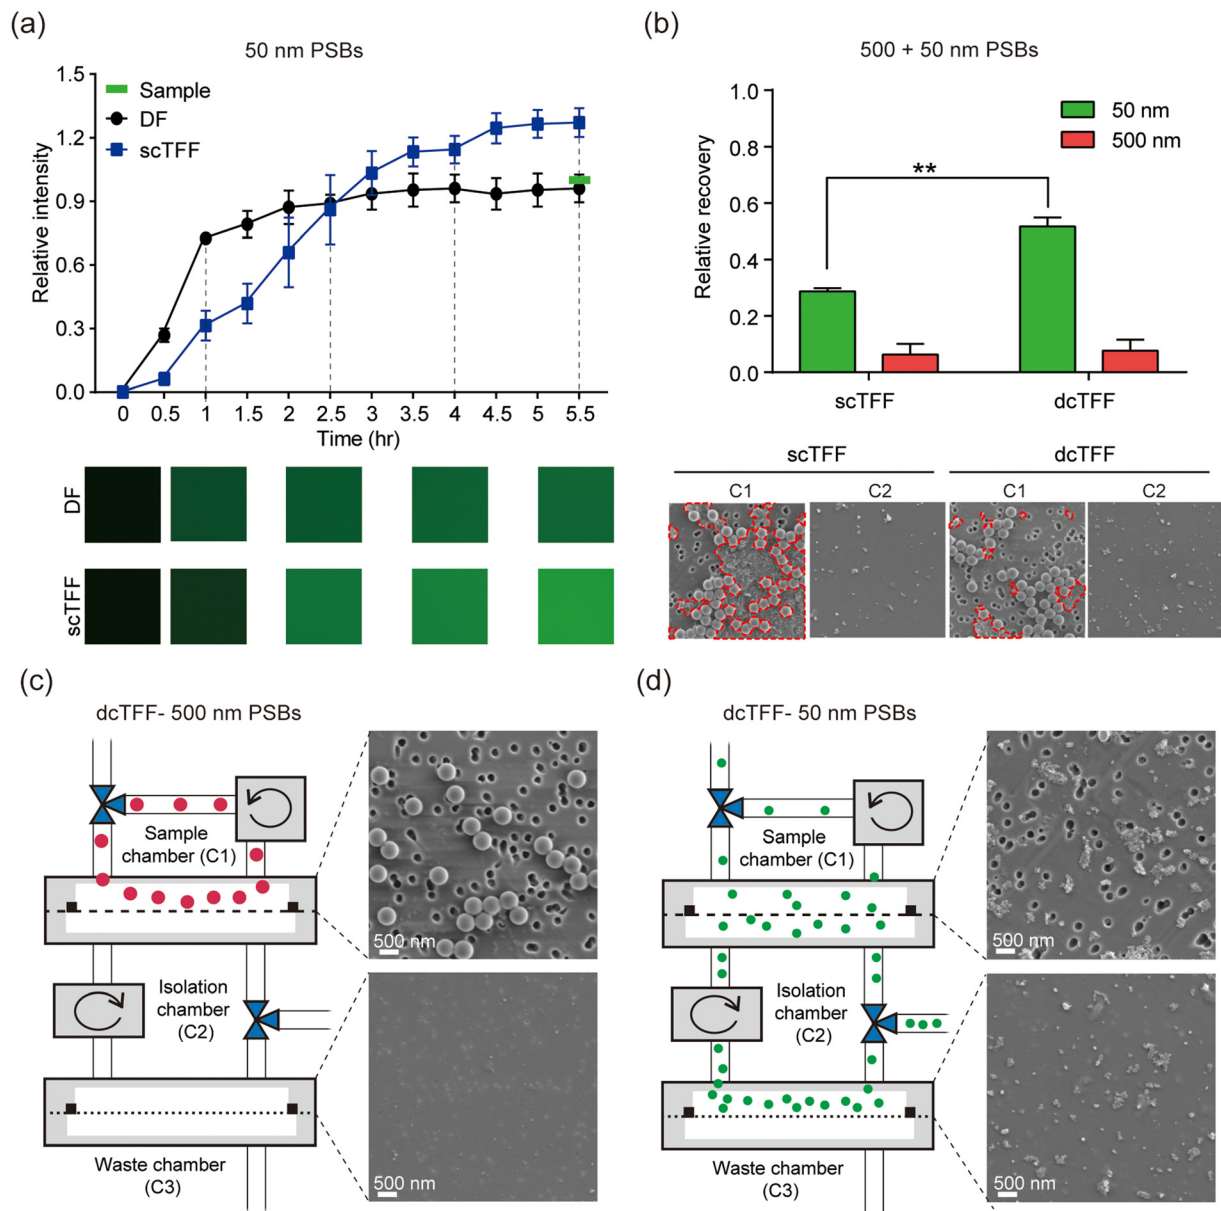 (a)
50 nm PSBs
Relative intensity
1.5
1.2
0.9
0.6
0.3
0.0
Sample
DF
scTFF
0 0.5 1 1.5 2 2.5 3 3.5 4 4.5 5 5.5
Time (hr)
DF
scTFF
(b)
500 + 50 nm PSBs
Relative recovery
1.0
0.8
0.6
0.4
0.2
0.0
50 nm
500 nm
**
scTFF dcTFF
scTFF dcTFF
C1 C2 C1 C2
(c)
dcTFF- 500 nm PSBs
Sample
chamber (C1)
500 nm
Isolation
chamber
(C2)
Waste chamber
(C3)
500 nm
(d)
dcTFF- 50 nm PSBs
Sample
chamber (C1)
500 nm
Isolation
chamber
(C2)
Waste chamber
(C3)
500 nm